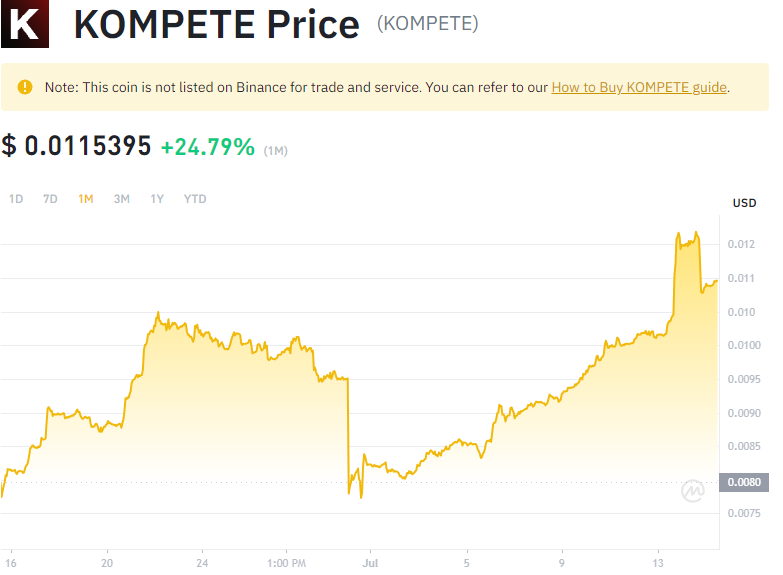 K
KOMPETE Price (KOMPETE)
Note: This coin is not listed on Binance for trade and service. You can refer to our How to Buy KOMPETE guide.
$ 0.0115395 +24.79% (1M)
1D 7D 1M 3M 1Y YTD
USD
0.012
0.011
0.010
0.0100
0.0095
0.0090
0.0085
0.0080
0.0075
16 20 24 1:00 PM Jul 5 9 13